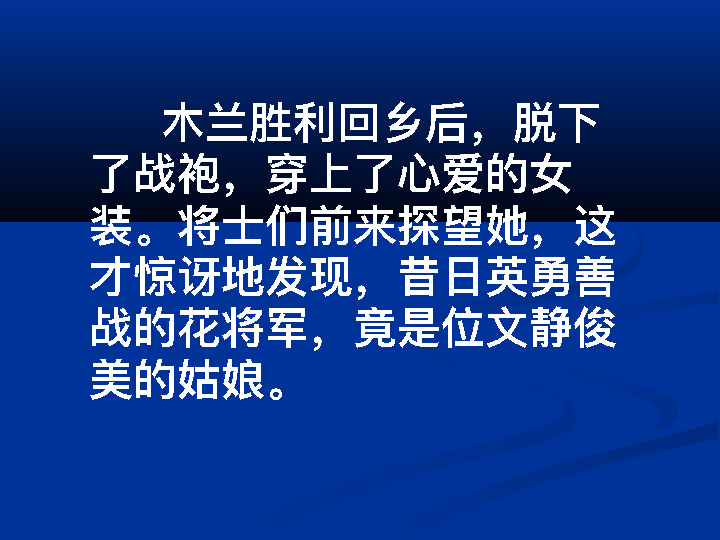 木兰胜利回乡后，脱下
了战袍，穿上了心爱的女
装。将士们前来探望她，这
才惊讶地发现，昔日英勇善
战的花将军，竟是位文静俊
美的姑娘。